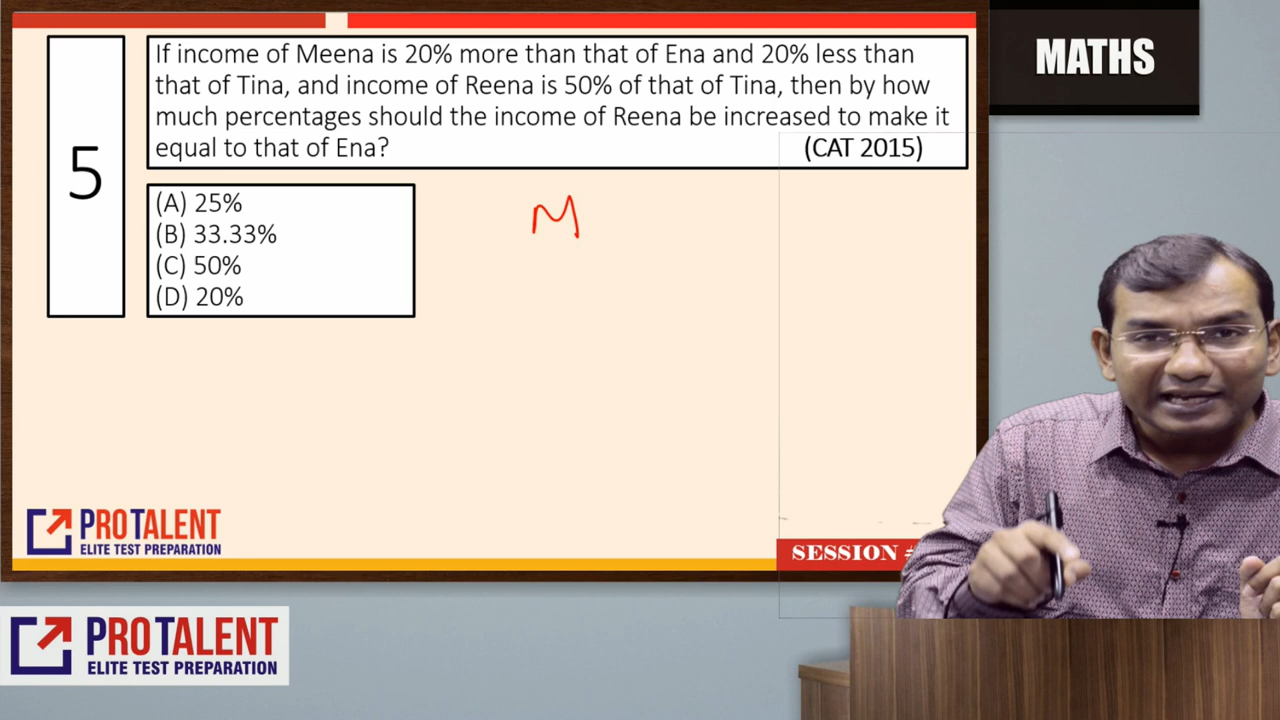 MATHS
5
If income of Meena is 20% more than that of Ena and 20% less than
that of Tina, and income of Reena is 50% of that of Tina, then by how
much percentages should the income of Reena be increased to make it
equal to that of Ena?
(CAT 2015)
(A) 25%
(B) 33.33%
(C) 50%
(D) 20%
M
PROTALENT
ELITE TEST PREPARATION
SESSION #
PROTALENT
ELITE TEST PREPARATION